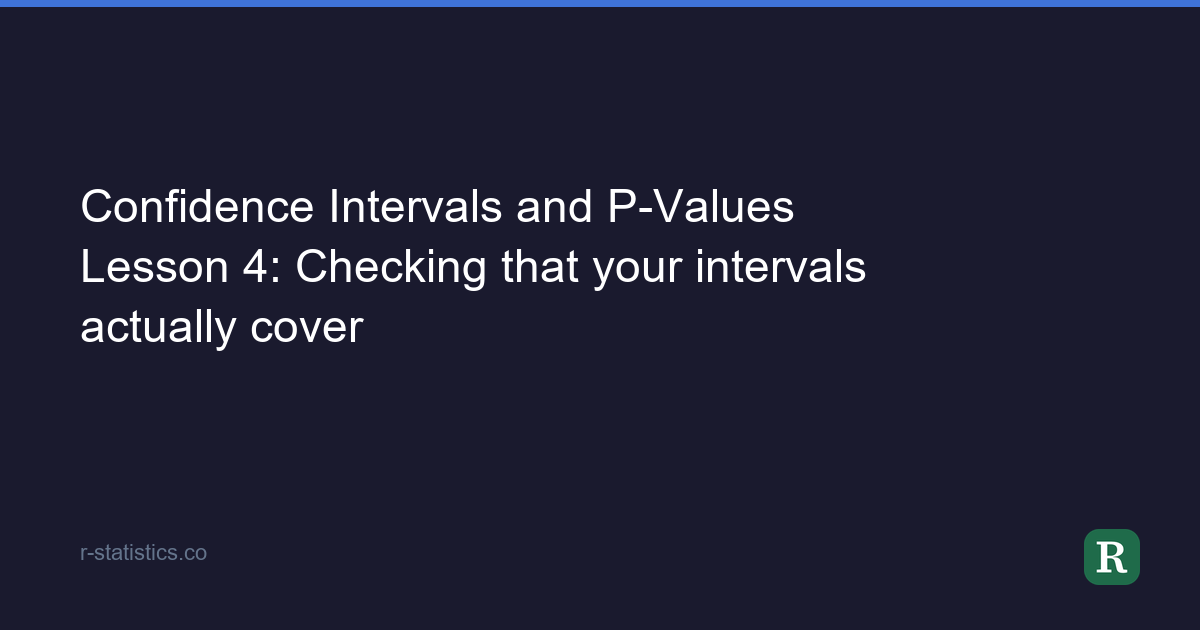 Confidence Intervals and P-Values
Lesson 4: Checking that your intervals
actually cover
r-statistics.co
R